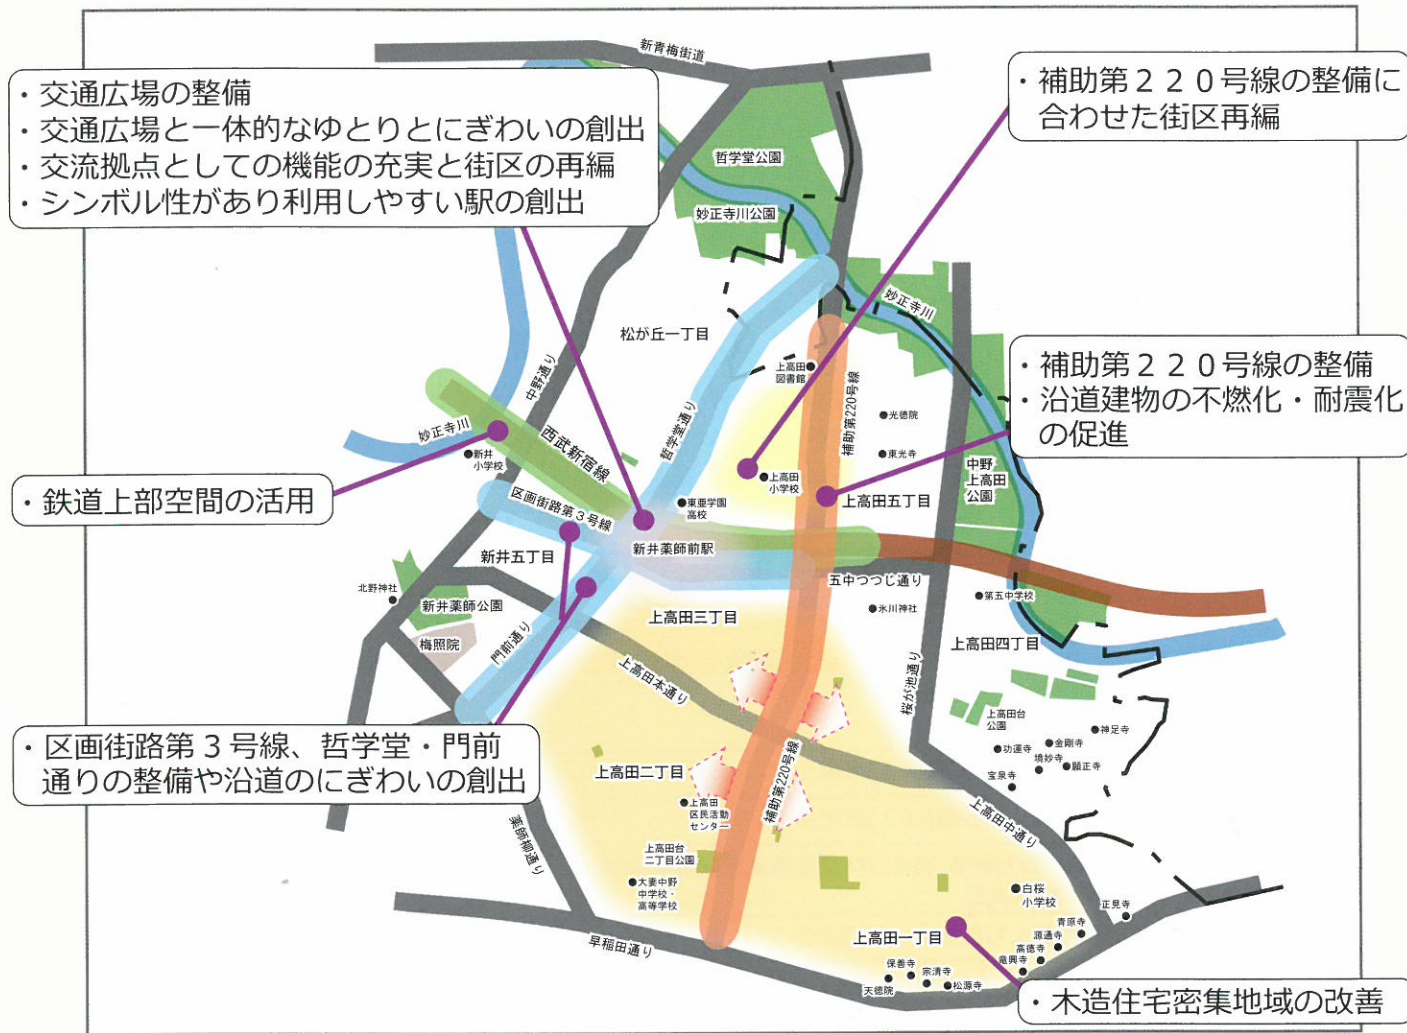 新青梅街道
・交通広場の整備
・交通広場と一体的なゆとりとにぎわいの創出
・交流拠点としての機能の充実と街区の再編
・シンボル性があり利用しやすい駅の創出
・補助第２２０号線の整備に
合わせた街区再編
哲学堂公園
妙正寺川公園
妙正寺川
松が丘一丁目
中野通り
上高田
図書館
補助第220号線
・補助第２２０号線の整備
・沿道建物の不燃化・耐震化
の促進
哲学堂通り
光徳院
東光寺
妙正寺川
新井
小学校
西武新宿線
上高田
小学校
中野
上高田
公園
・鉄道上部空間の活用
区画街路第３号線
東亜学園
高校
上高田五丁目
新井薬師前駅
新井五丁目
五中つつじ通り
北野神社
新井薬師公園
氷川神社
第五中学校
梅照院
門前通り
上高田三丁目
上高田四丁目
上高田本通り
桜が池通り
上高田台
公園
神足寺
功運寺
金剛寺
境妙寺
願正寺
宝泉寺
・区画街路第３号線、哲学堂・門前
通りの整備や沿道のにぎわいの創出
上高田二丁目
補助第220号線
上高田
区民活動
センター
上高田中通り
薬師柳通り
上高田台
二丁目公園
大妻中野
中学校・
高等学校
白桜
小学校
正見寺
青原寺
源通寺
高徳寺
竜興寺
早稲田通り
上高田一丁目
保善寺
宗清寺
天徳院
松源寺
・木造住宅密集地域の改善